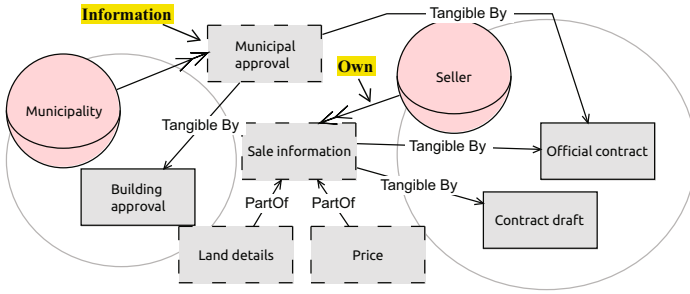 Information
Tangible By
Municipal
approval
Own
Seller
Municipality
Tangible By
Sale information
Tangible By
Official contract
Building
approval
Tangible By
PartOf
PartOf
Contract draft
Land details
Price